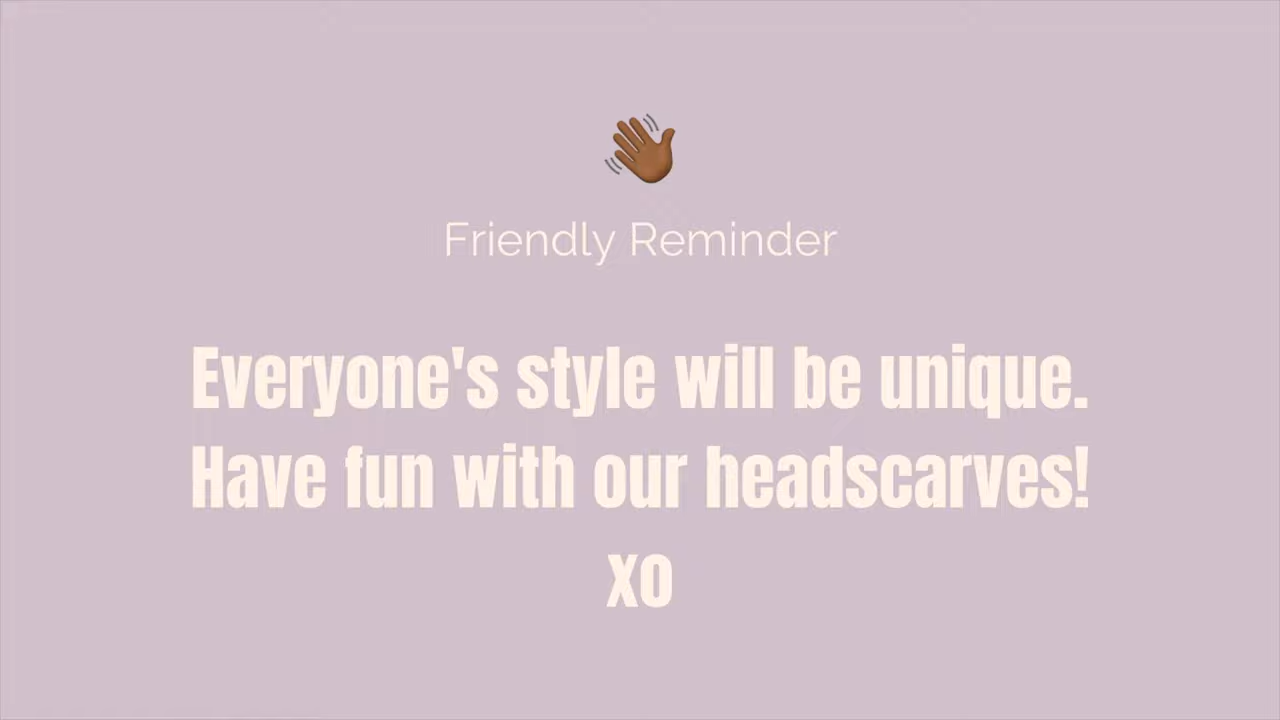 Friendly Reminder
Everyone's style will be unique.
Have fun with our headscarves!
xo